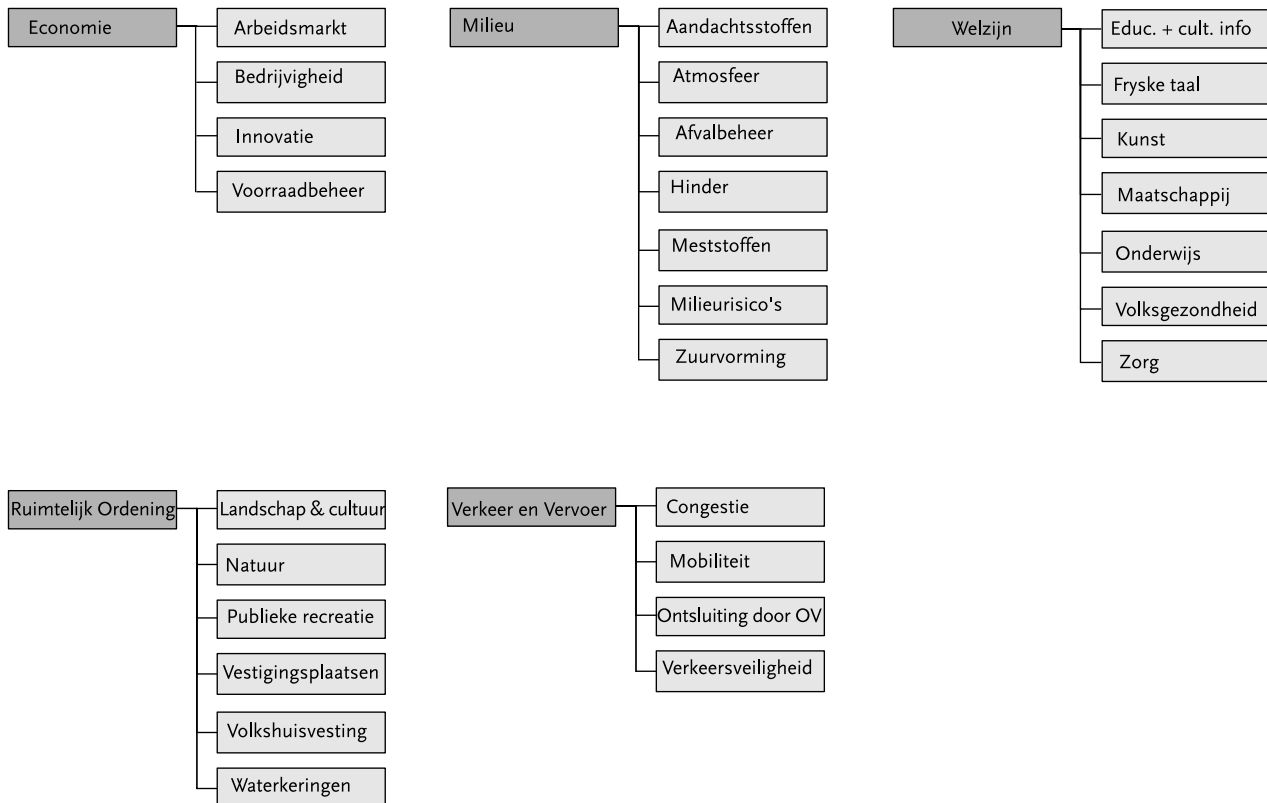 Economie
Arbeidsmarkt
Bedrijvigheid
Innovatie
Voorraadbeheer
Milieu
Aandachtsstoffen
Atmosfeer
Afvalbeheer
Hinder
Meststoffen
Milieurisico's
Zuurvorming
Welzijn
Educ. + cult. info
Fryske taal
Kunst
Maatschappij
Onderwijs
Volksgezondheid
Zorg
Ruimtelijk Ordening
Landschap & cultuur
Natuur
Publieke recreatie
Vestigingsplaatsen
Volkshuisvesting
Waterkeringen
Verkeer en Vervoer
Congestie
Mobiliteit
Ontsluiting door OV
Verkeersveiligheid